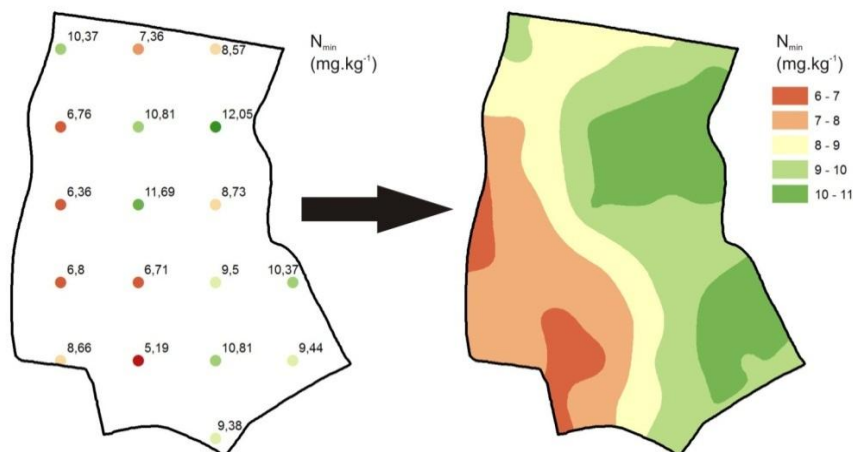 10,37
7,36
8,57
N min
(mg.kg⁻¹)
6,76
10,81
12,05
6,36
11,69
8,73
6,8
6,71
9,5
10,37
8,66
5,19
10,81
9,44
9,38
N min
(mg.kg⁻¹)
6 - 7
7 - 8
8 - 9
9 - 10
10 - 11